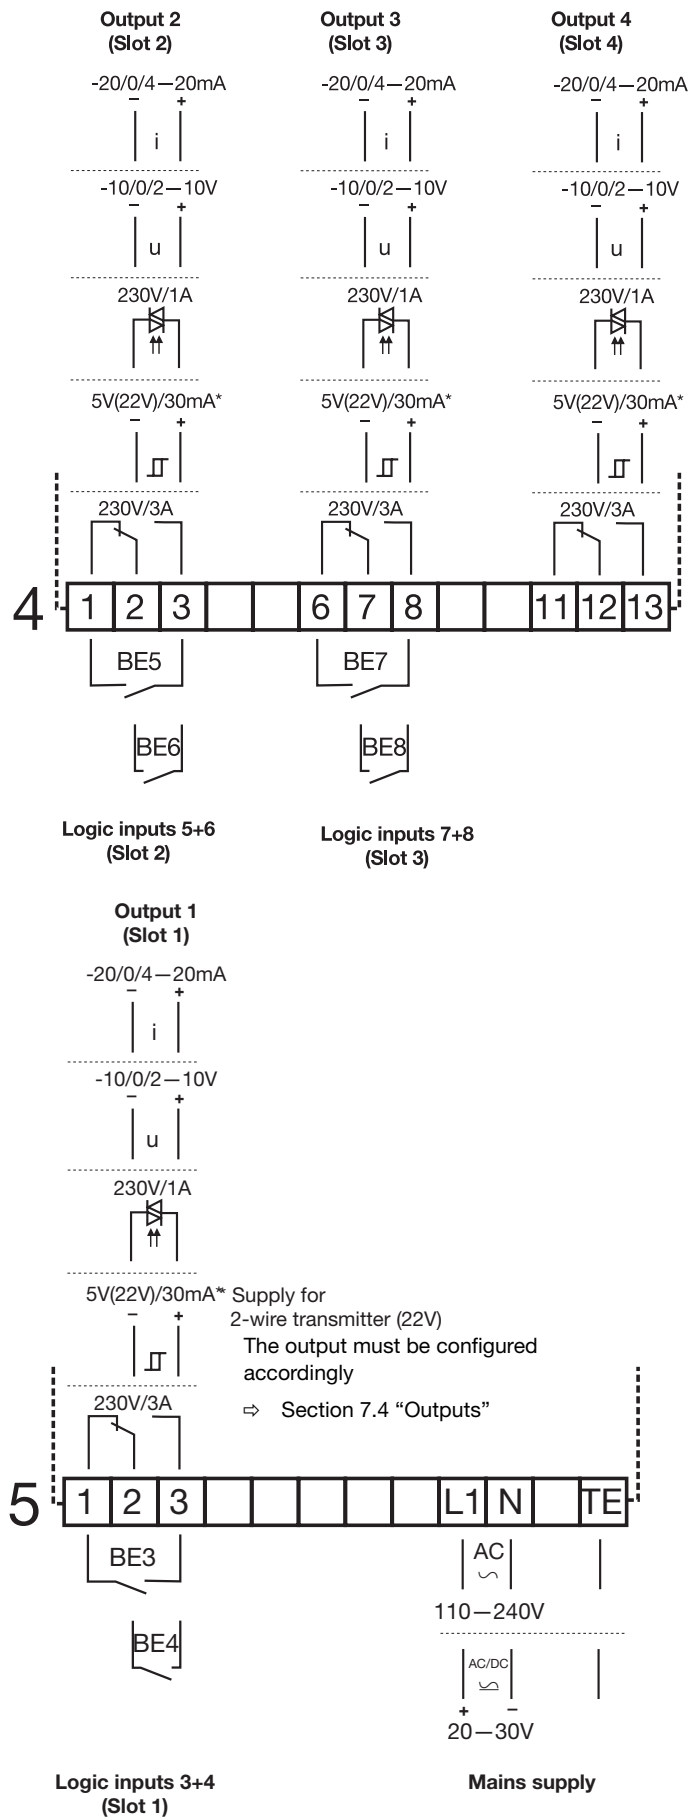 Output 2 Output 3 Output 4
(Slot 2) (Slot 3) (Slot 4)
-20/0/4—20mA -20/0/4—20mA -20/0/4—20mA
− + − + − +
i i i
-10/0/2—10V -10/0/2—10V -10/0/2—10V
− + − + − +
u u u
230V/1A 230V/1A 230V/1A
5V(22V)/30mA* 5V(22V)/30mA* 5V(22V)/30mA*
− + − + − +
230V/3A 230V/3A 230V/3A
4 1 2 3 6 7 8 11 12 13
BE5 BE7
BE6 BE8
Logic inputs 5+6 Logic inputs 7+8
(Slot 2) (Slot 3)
Output 1
(Slot 1)
-20/0/4—20mA
− +
i
-10/0/2—10V
− +
u
230V/1A
5V(22V)/30mA* * Supply for
2-wire transmitter (22V)
− +
The output must be configured
accordingly
230V/3A ⇨ Section 7.4 “Outputs”
5 1 2 3 L1 N TE
BE3 AC
110—240V
BE4 AC/DC
+ −
20—30V
Logic inputs 3+4 Mains supply
(Slot 1)